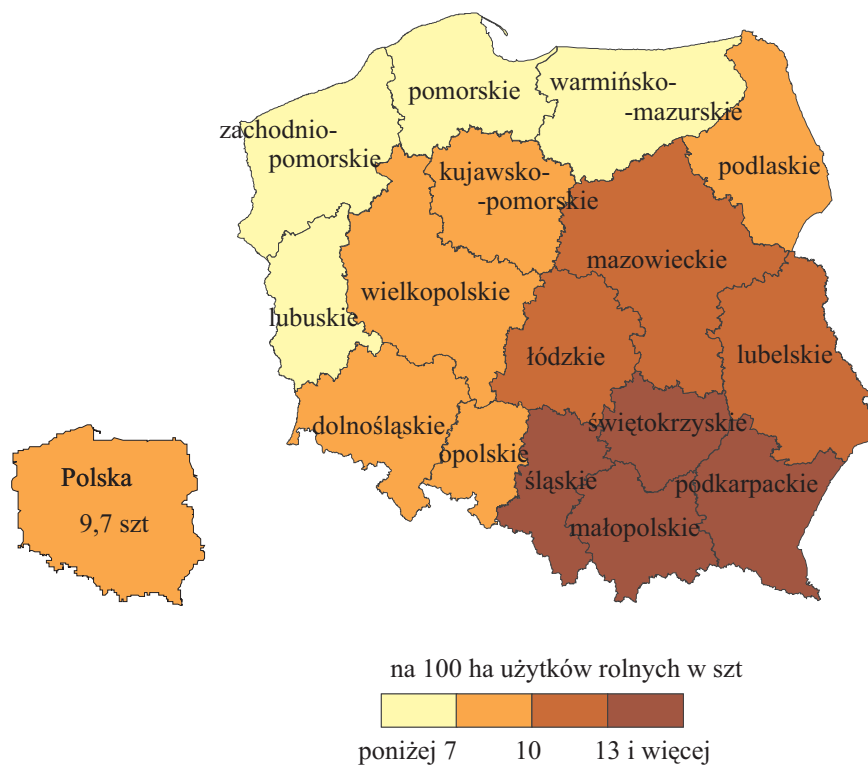 pomorskie
warmińsko-
-mazurskie
zachodnio-
pomorskie
podlaskie
kujawsko-
-pomorskie
mazowieckie
wielkopolskie
lubuskie
łódzkie
lubelskie
dolnośląskie
świętokrzyskie
opolskie
śląskie
podkarpackie
małopolskie
Polska
9,7 szt
na 100 ha użytków rolnych w szt
poniżej 7 10 13 i więcej